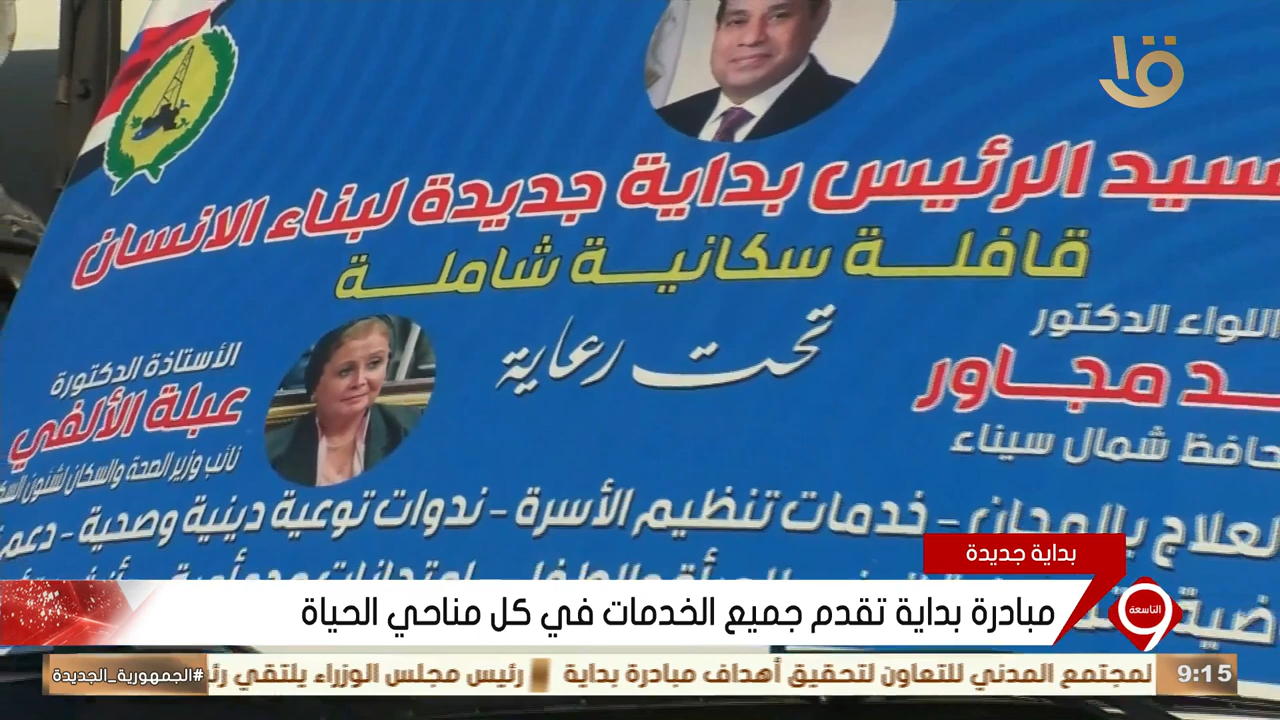 سيد الرئيس بداية جديدة لبناء الانسان
قافلة سكانية شاملة
تحت رعاية
اللواء الدكتور
مجاور
حافظ شمال سيناء
الأستاذة الدكتورة
عبلة الألفي
نائب وزير الصحة والسكان لشئون
لعلاج بالمجان - خدمات تنظيم الأسرة - ندوات توعية دينية وصحية - دعم
بداية جديدة
مبادرة بداية تقدم جميع الخدمات في كل مناحي الحياة
التاسعة
9
9:15
لمجتمع المدني للتعاون لتحقيق أهداف مبادرة بداية
رئيس مجلس الوزراء يلتقي
#الجمهورية_الجديدة